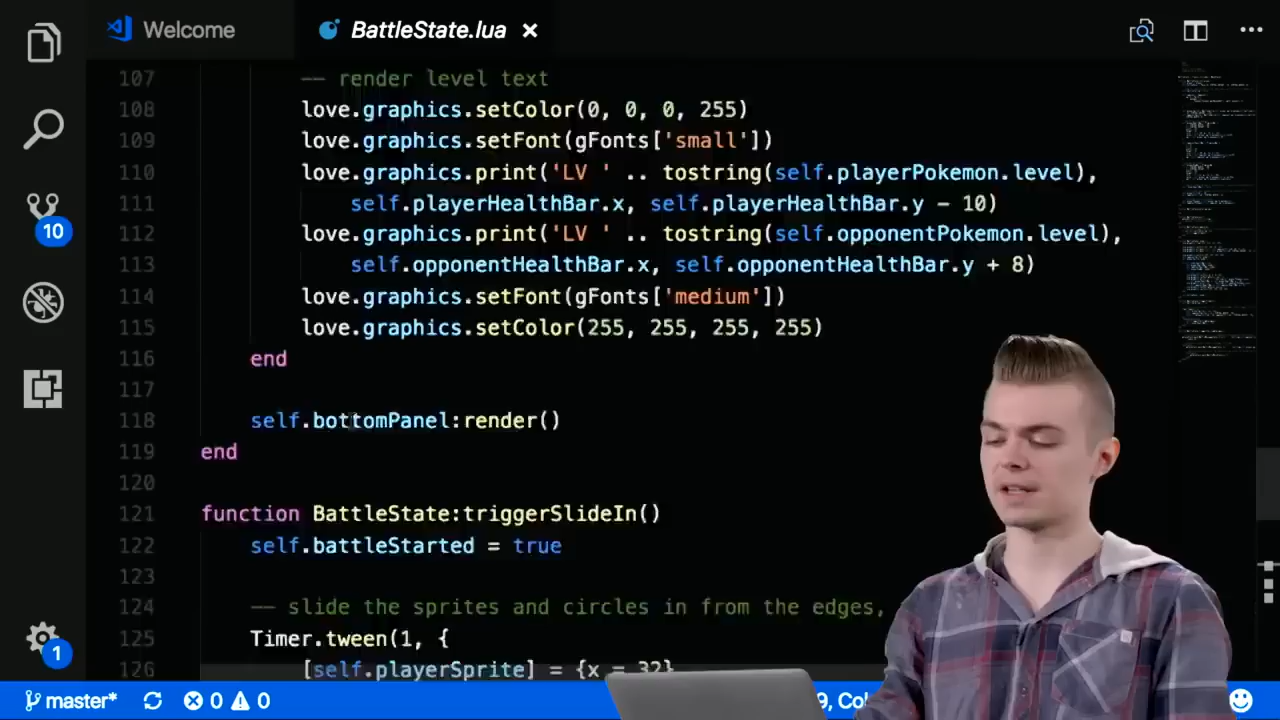 Welcome
BattleState.lua
107 -- render level text
108 love.graphics.setColor(0, 0, 0, 255)
109 love.graphics.setFont(gFonts['small'])
110 love.graphics.print('LV ' .. tostring(self.playerPokemon.level),
111 self.playerHealthBar.x, self.playerHealthBar.y - 10)
112 love.graphics.print('LV ' .. tostring(self.opponentPokemon.level),
113 self.opponentHealthBar.x, self.opponentHealthBar.y + 8)
114 love.graphics.setFont(gFonts['medium'])
115 love.graphics.setColor(255, 255, 255, 255)
116 end
117
118 self.bottomPanel:render()
119 end
120
121 function BattleState:triggerSlideIn()
122 self.battleStarted = true
123
124 -- slide the sprites and circles in from the edges,
125 Timer.tween(1, {
126 [self.playerSprite] = {x = 32}
10
1
master* 0 0 9, Col